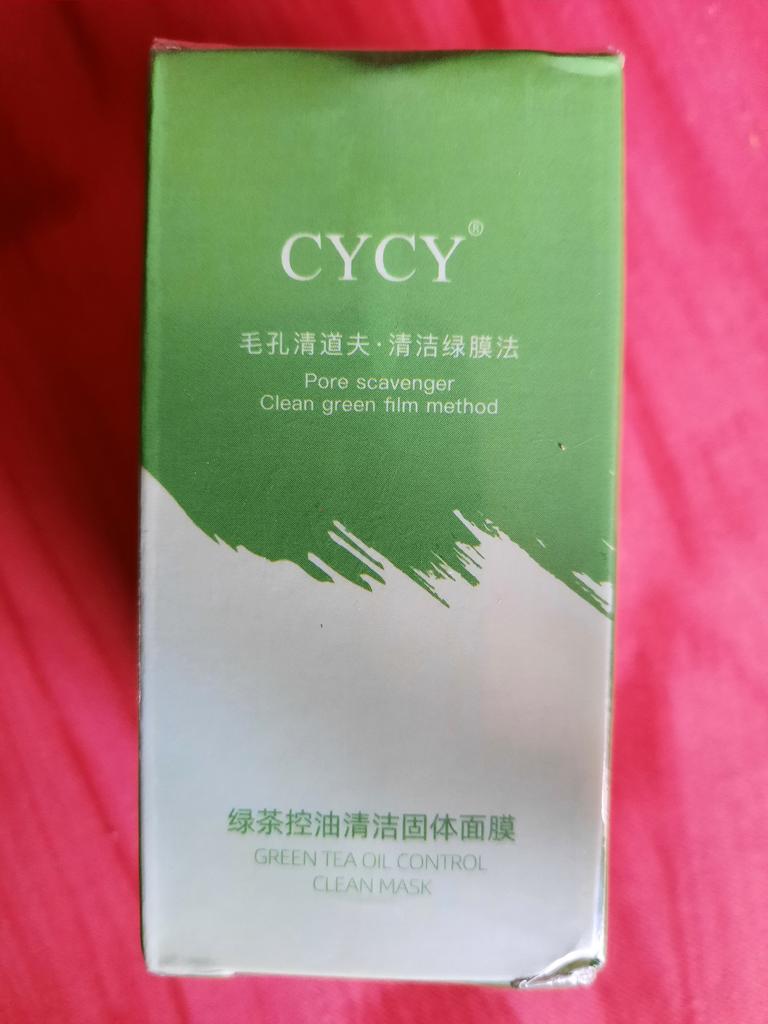 CYCY®
毛孔清道夫·清洁绿膜法
Pore scavenger
Clean green film method
绿茶控油清洁固体面膜
GREEN TEA OIL CONTROL
CLEAN MASK